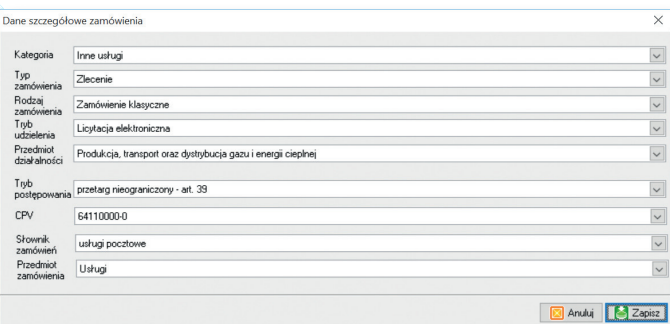 Dane szczegółowe zamówienia
Kategoria Inne usługi
Typ
zamówienia Zlecenie
Rodzaj
zamówienia Zamówienie klasyczne
Tryb
udzielenia Licytacja elektroniczna
Przedmiot
działalności Produkcja, transport oraz dystrybucja gazu i energii cieplnej
Tryb
postępowania przetarg nieograniczony - art. 39
CPV 64110000-0
Słownik
zamówień usługi pocztowe
Przedmiot
zamówienia Usługi
Anuluj Zapisz